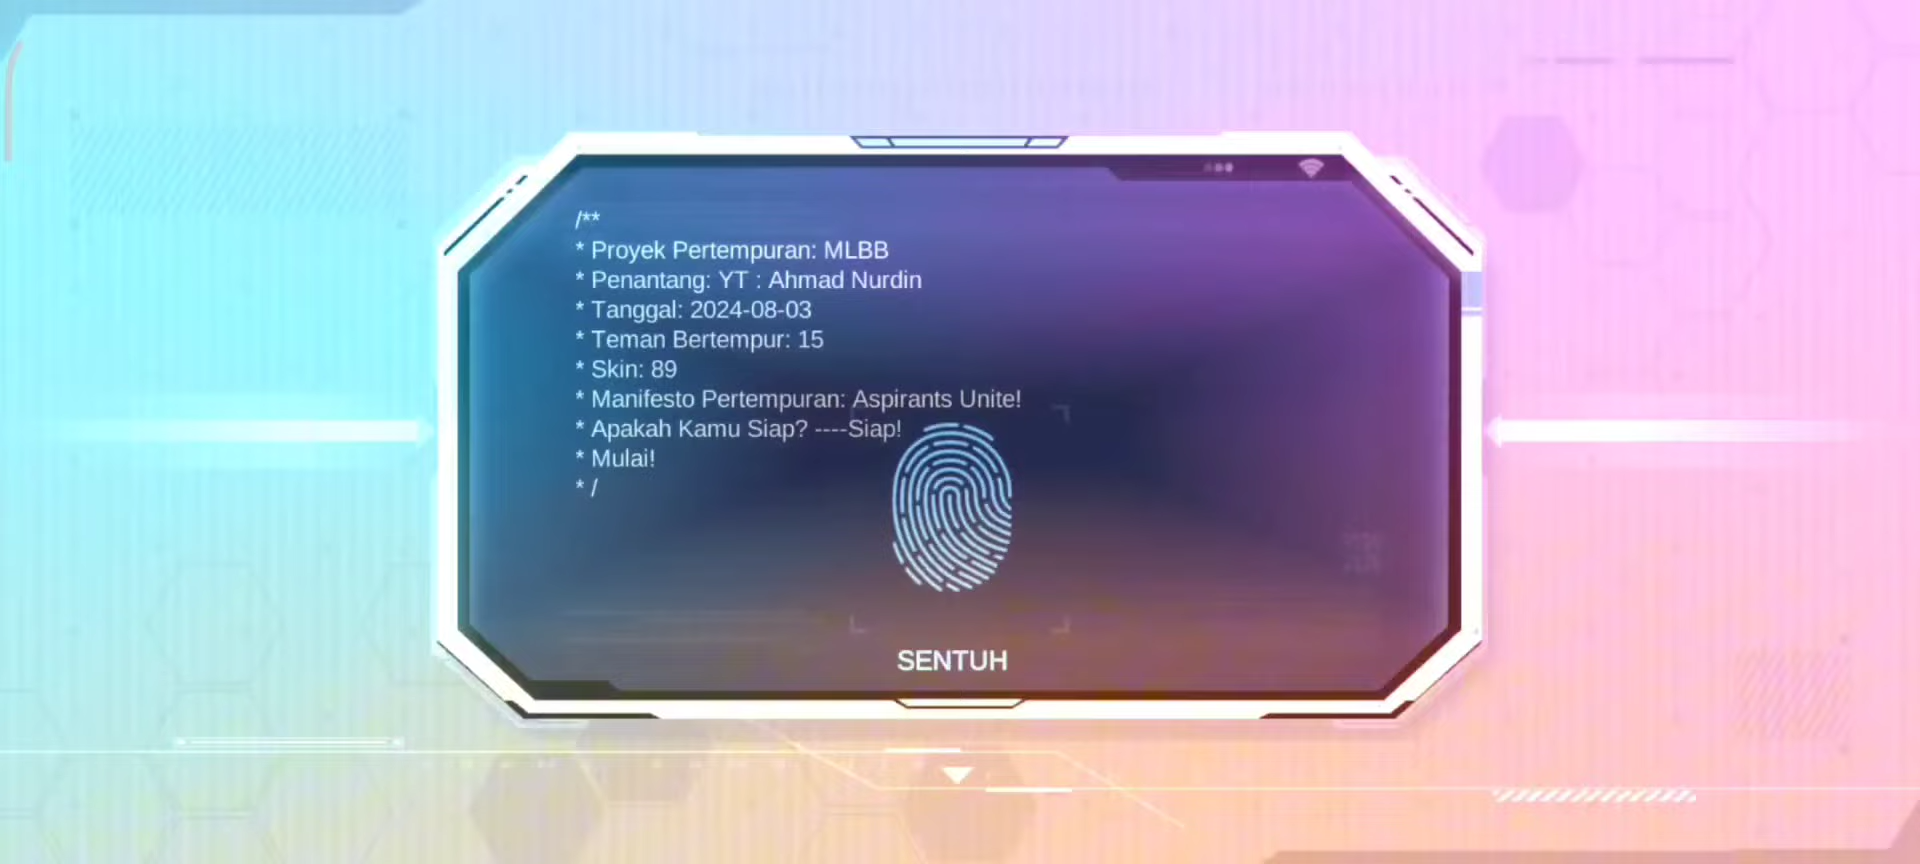 /**
* Proyek Pertempuran: MLBB
* Penantang: YT : Ahmad Nurdin
* Tanggal: 2024-08-03
* Teman Bertempur: 15
* Skin: 89
* Manifesto Pertempuran: Aspirants Unite!
* Apakah Kamu Siap? ----Siap!
* Mulai!
* /
SENTUH